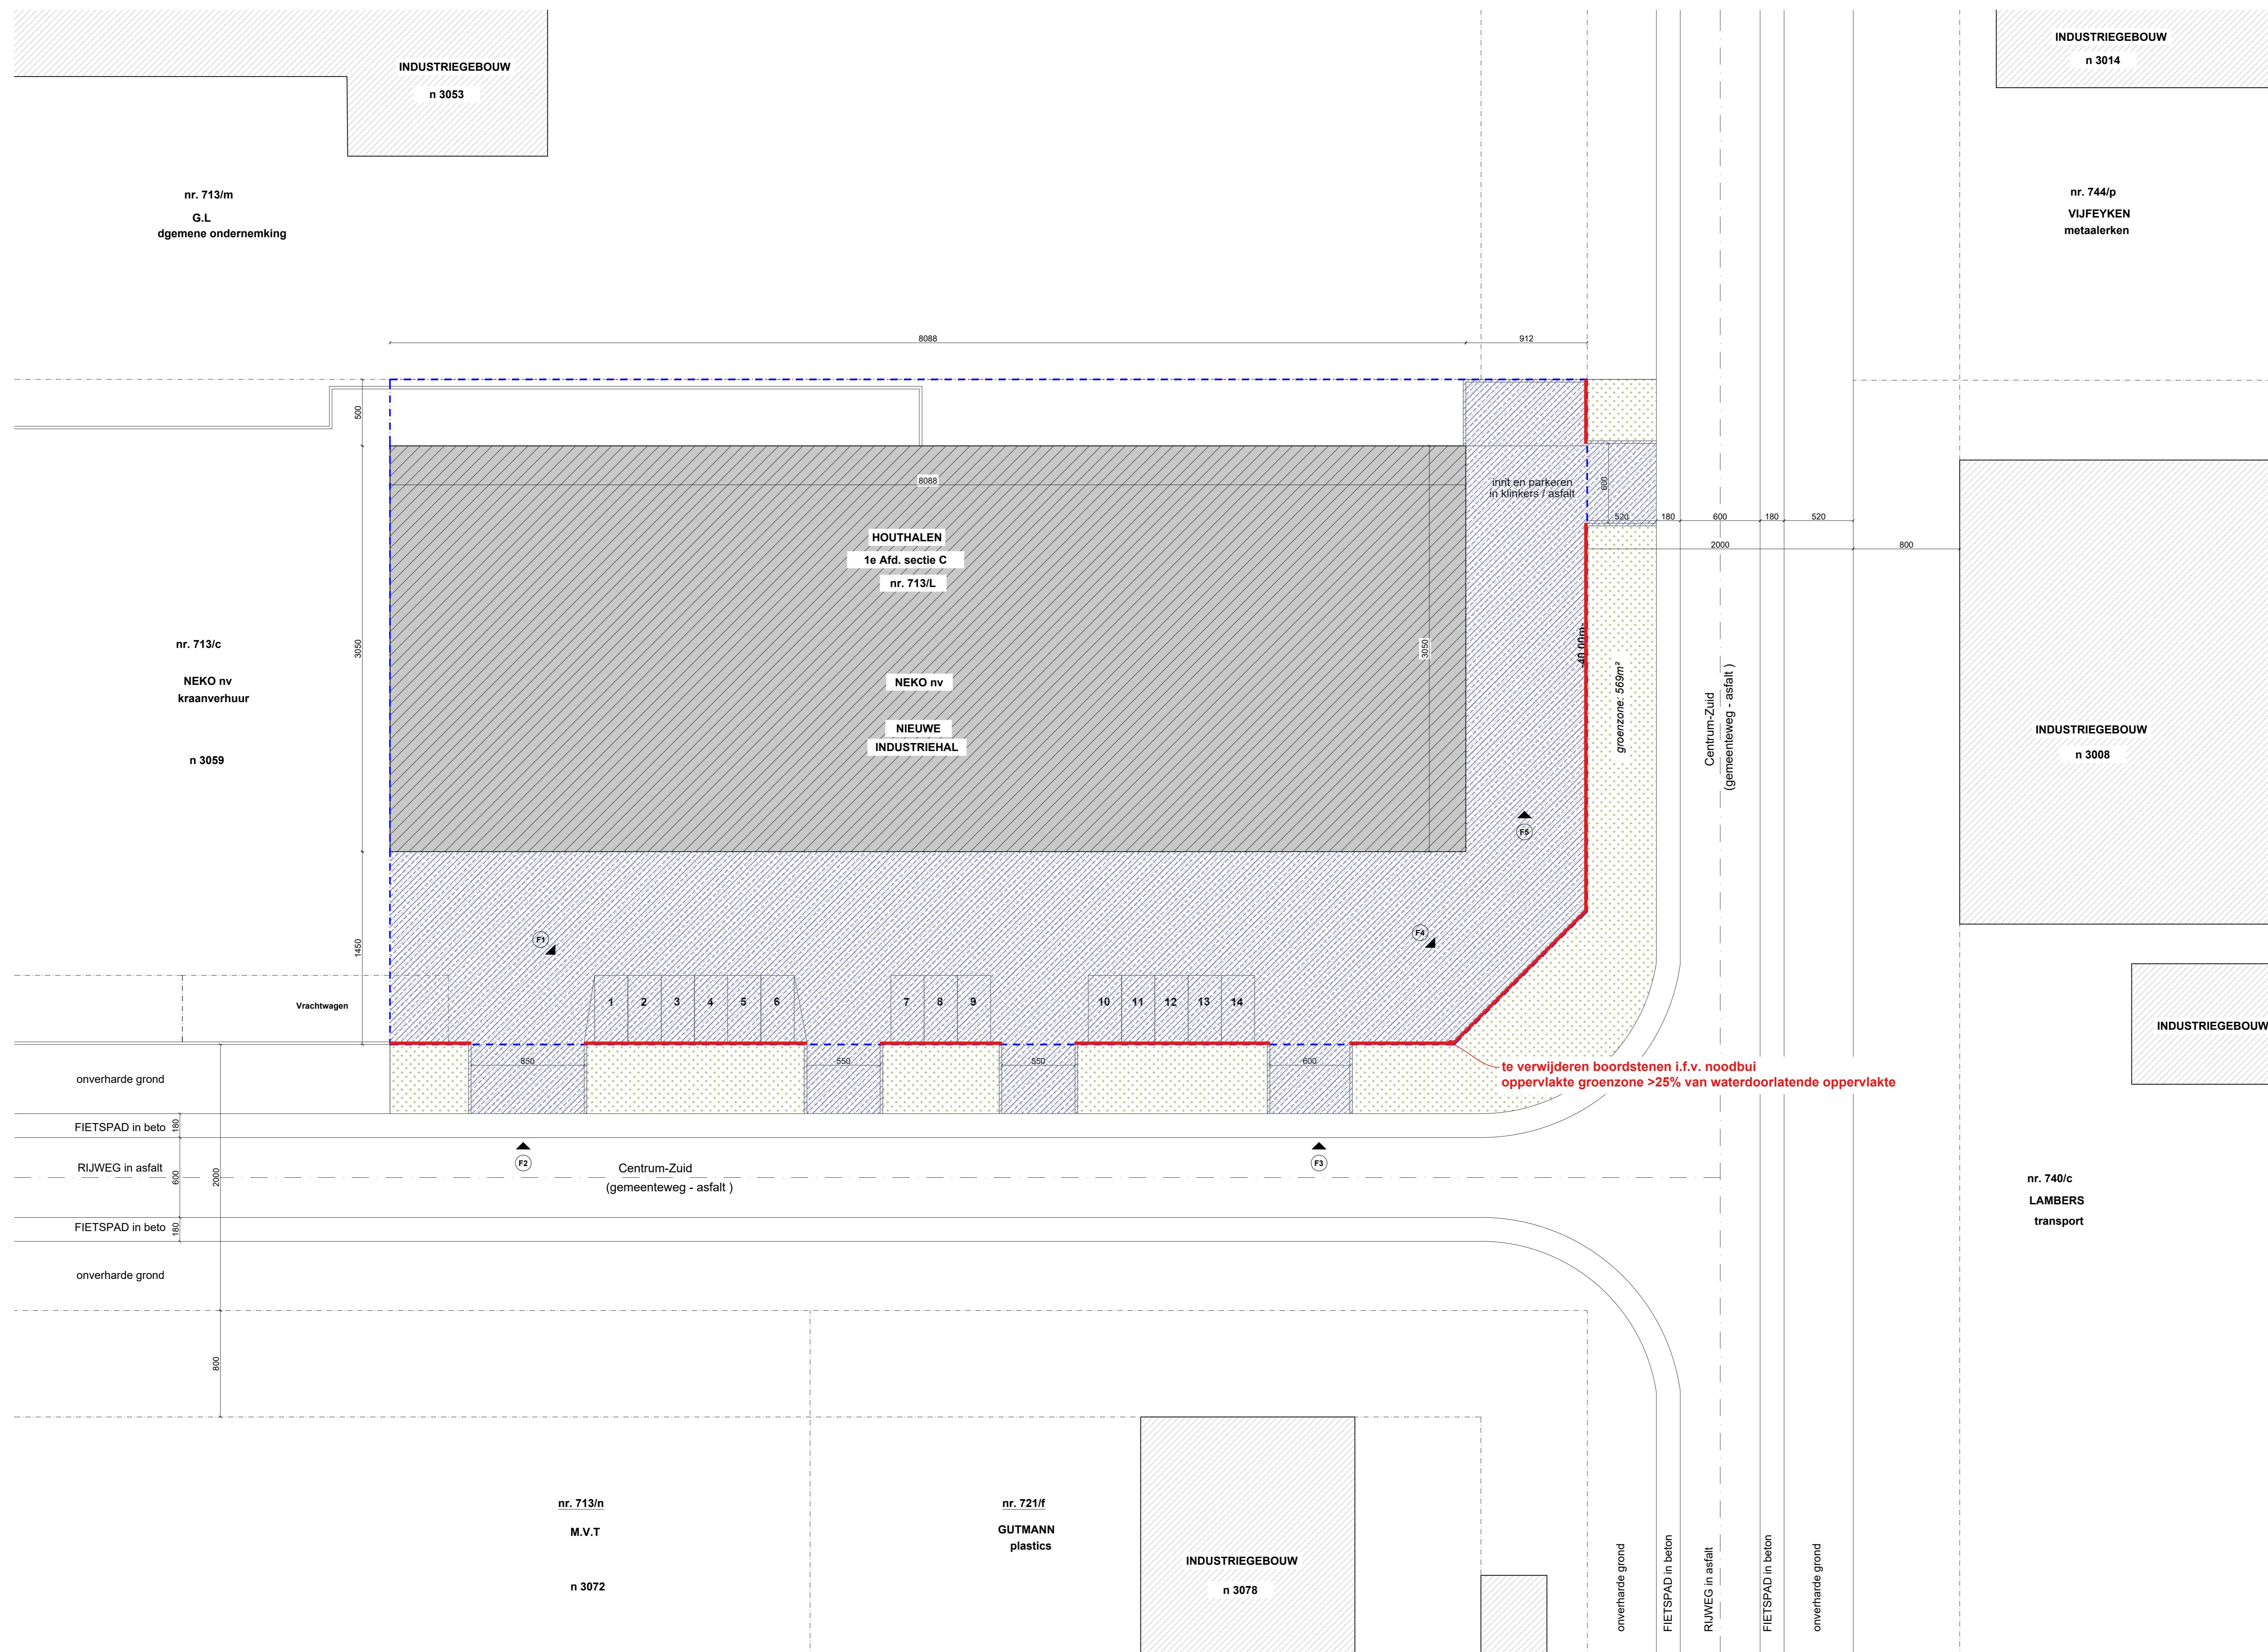 INDUSTRIEGEBOUW
n 3053
INDUSTRIEGEBOUW
n 3014
nr. 713/m
G.L
dgemene ondernemking
nr. 744/p
VIJFEYKEN
metaalerken
8088
912
500
8088
inrit en parkeren
in klinkers / asfalt
600
520
180
600
180
520
2000
800
HOUTHALEN
1e Afd. sectie C
nr. 713/L
NEKO nv
NIEUWE
INDUSTRIEHAL
3050
3050
-40.00m-
groenzone: 569m²
Centrum-Zuid
(gemeenteweg - asfalt )
nr. 713/c
NEKO nv
kraanverhuur
n 3059
INDUSTRIEGEBOUW
n 3008
F5
F1
F4
1450
Vrachtwagen
1
2
3
4
5
6
7
8
9
10
11
12
13
14
INDUSTRIEGEBOUW
850
550
550
600
te verwijderen boordstenen i.f.v. noodbui
oppervlakte groenzone >25% van waterdoorlatende oppervlakte
onverharde grond
FIETSPAD in beto
180
RIJWEG in asfalt
600
2000
FIETSPAD in beto
180
onverharde grond
800
F2
F3
Centrum-Zuid
(gemeenteweg - asfalt )
nr. 740/c
LAMBERS
transport
nr. 713/n
M.V.T
n 3072
nr. 721/f
GUTMANN
plastics
INDUSTRIEGEBOUW
n 3078
onverharde grond
FIETSPAD in beton
RIJWEG in asfalt
FIETSPAD in beton
onverharde grond